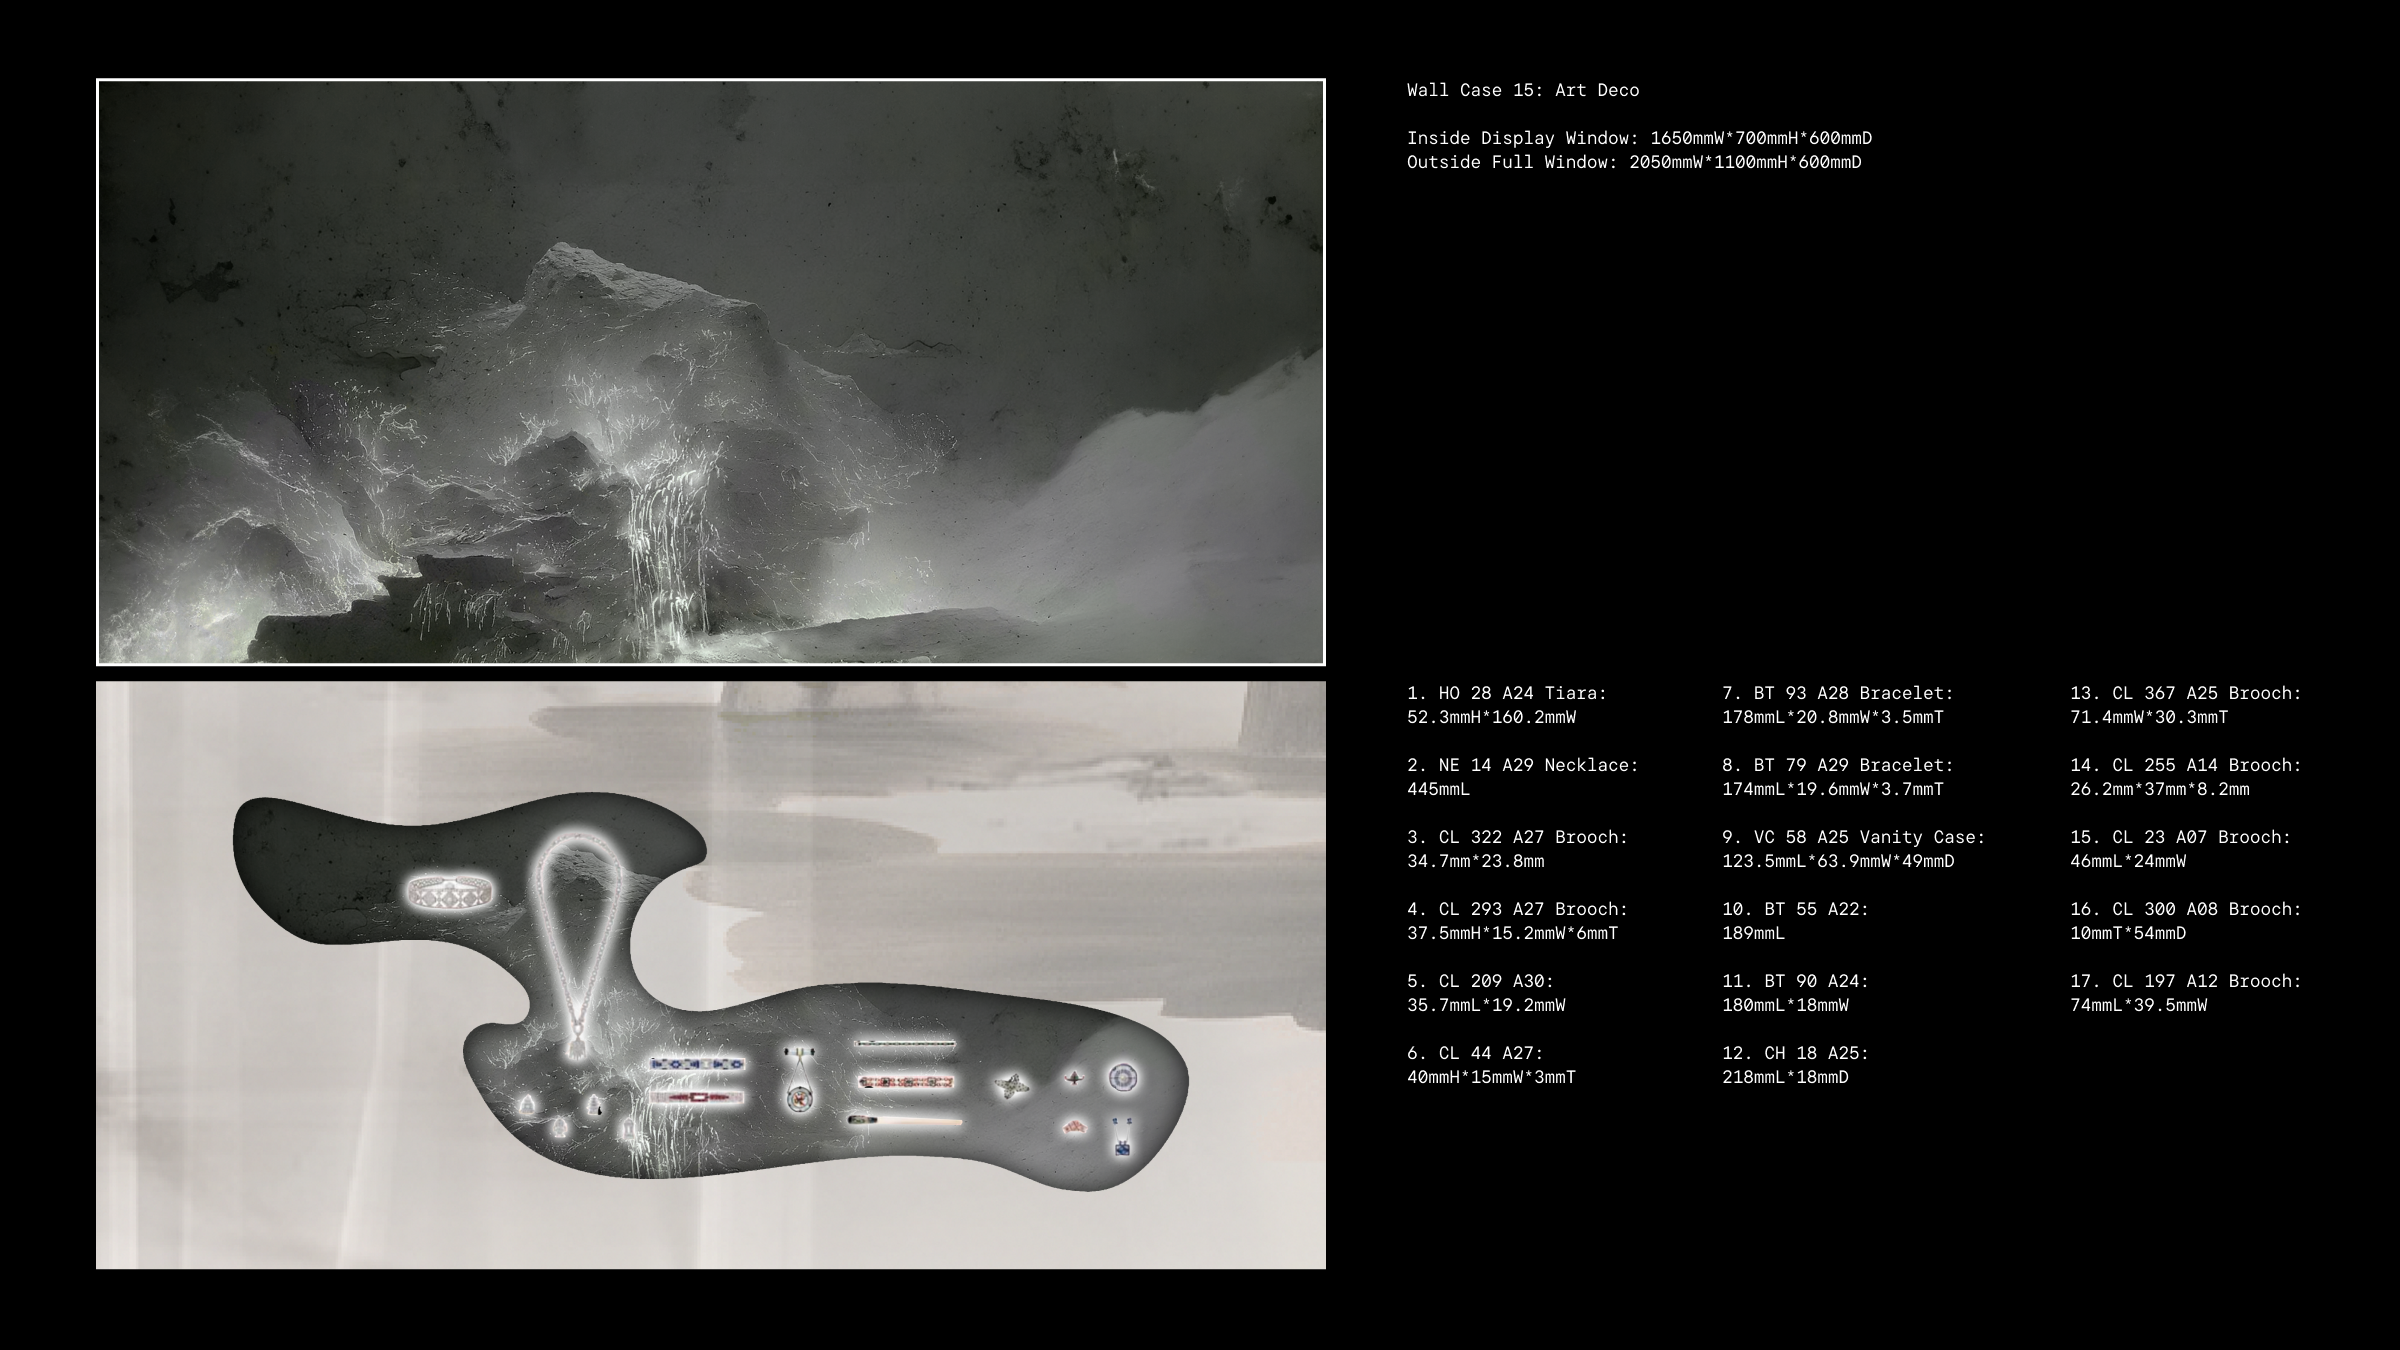 Wall Case 15: Art Deco
Inside Display Window: 1650mmW*700mmH*600mmD
Outside Full Window: 2050mmW*1100mmH*600mmD
1. HO 28 A24 Tiara:
52.3mmH*160.2mmW
2. NE 14 A29 Necklace:
445mmL
3. CL 322 A27 Brooch:
34.7mm*23.8mm
4. CL 293 A27 Brooch:
37.5mmH*15.2mmW*6mmT
5. CL 209 A30:
35.7mmL*19.2mmW
6. CL 44 A27:
40mmH*15mmW*3mmT
7. BT 93 A28 Bracelet:
178mmL*20.8mmW*3.5mmT
8. BT 79 A29 Bracelet:
174mmL*19.6mmW*3.7mmT
9. VC 58 A25 Vanity Case:
123.5mmL*63.9mmW*49mmD
10. BT 55 A22:
189mmL
11. BT 90 A24:
180mmL*18mmW
12. CH 18 A25:
218mmL*18mmD
13. CL 367 A25 Brooch:
71.4mmW*30.3mmT
14. CL 255 A14 Brooch:
26.2mm*37mm*8.2mm
15. CL 23 A07 Brooch:
46mmL*24mmW
16. CL 300 A08 Brooch:
10mmT*54mmD
17. CL 197 A12 Brooch:
74mmL*39.5mmW